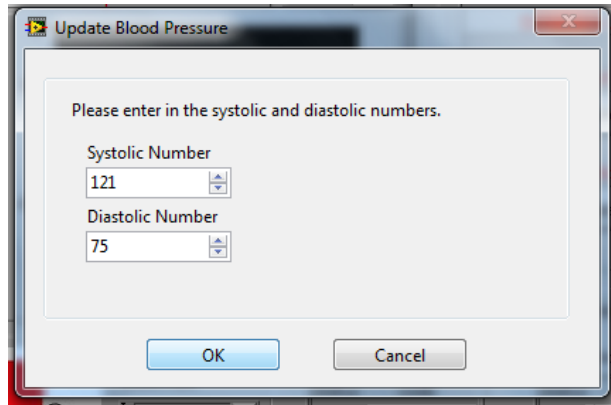 Update Blood Pressure
Please enter in the systolic and diastolic numbers.
Systolic Number
121
Diastolic Number
75
OK Cancel